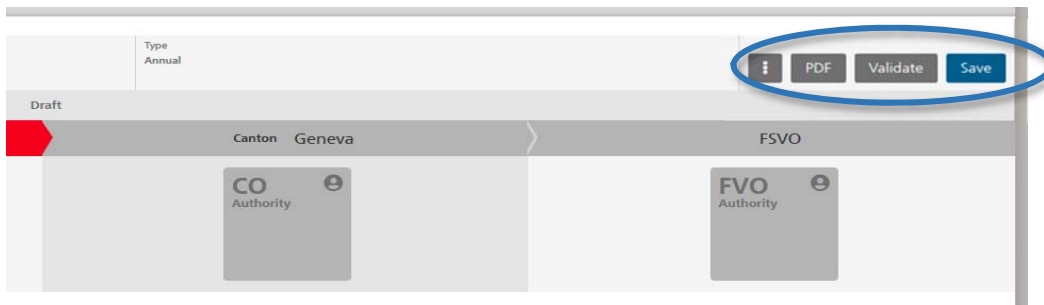 Type
Annual
PDF Validate Save
Draft
Canton Geneva
FSVO
CO
Authority
FVO
Authority